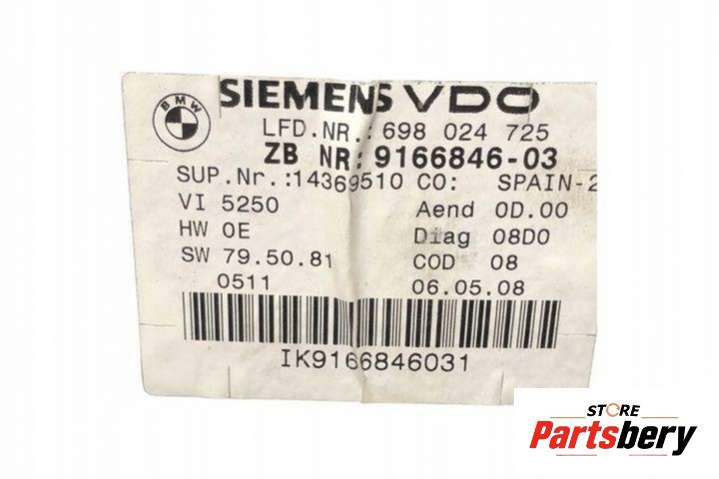 BMW
SIEMENS VDO
LFD.NR.:698 024 725
ZB NR:9166846-03
SUP.Nr.:14369510 CO: SPAIN-2
VI 5250 Aend 0D.00
HW 0E Diag 08D0
SW 79.50.81 COD 08
0511 06.05.08
IK9166846031
STORE
Partsbery